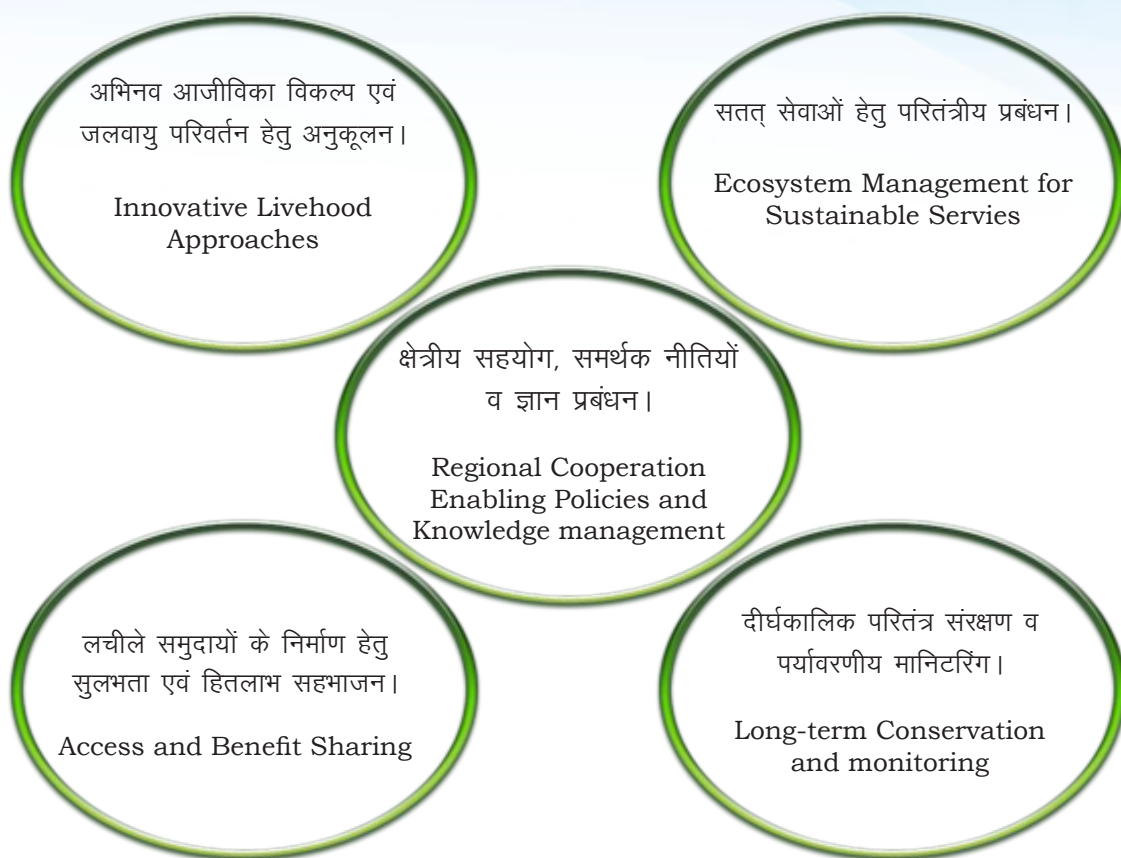 अभिनव आजीविका विकल्प एवं
जलवायु परिवर्तन हेतु अनुकूलन।
Innovative Livehood
Approaches
सतत् सेवाओं हेतु परितंत्रीय प्रबंधन।
Ecosystem Management for
Sustainable Servies
क्षेत्रीय सहयोग, समर्थक नीतियों
व ज्ञान प्रबंधन।
Regional Cooperation
Enabling Policies and
Knowledge management
लचीले समुदायों के निर्माण हेतु
सुलभता एवं हितलाभ सहभाजन।
Access and Benefit Sharing
दीर्घकालिक परितंत्र संरक्षण व
पर्यावरणीय मानिटरिंग।
Long-term Conservation
and monitoring